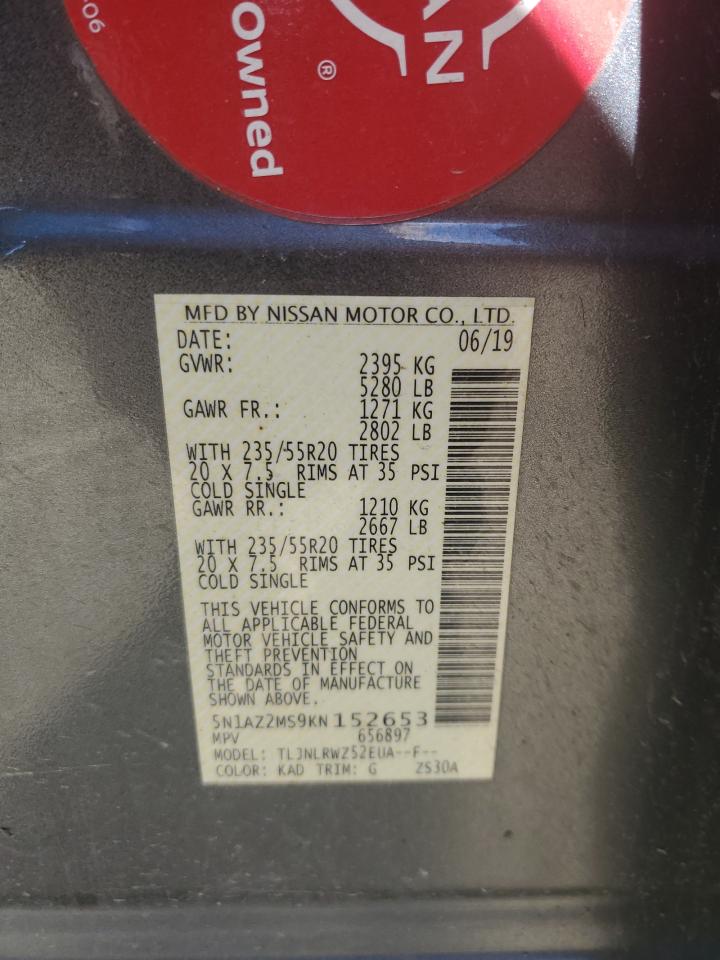 -06
owned
®
AN
MFD BY NISSAN MOTOR CO., LTD.
DATE: 06/19
GVWR: 2395 KG
5280 LB
GAWR FR.: 1271 KG
2802 LB
WITH 235/55R20 TIRES
20 X 7.5 RIMS AT 35 PSI
COLD SINGLE
GAWR RR.: 1210 KG
2667 LB
WITH 235/55R20 TIRES
20 X 7.5 RIMS AT 35 PSI
COLD SINGLE
THIS VEHICLE CONFORMS TO
ALL APPLICABLE FEDERAL
MOTOR VEHICLE SAFETY AND
THEFT PREVENTION
STANDARDS IN EFFECT ON
THE DATE OF MANUFACTURE
SHOWN ABOVE.
5N1AZ2MS9KN152653
MPV 656897
MODEL: TLJNLRWZ52EUA--F--
COLOR: KAD TRIM: G ZS30A